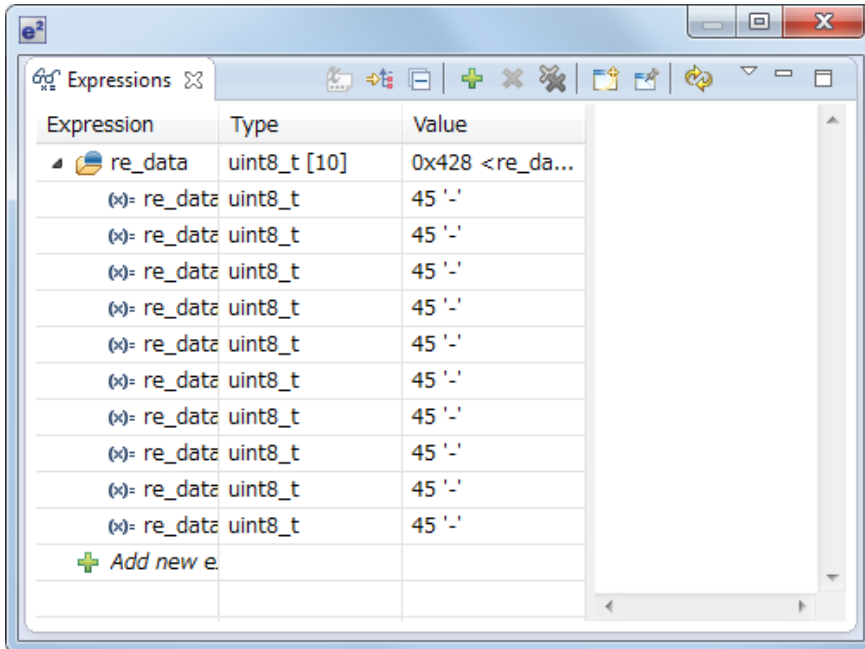 e²
Expressions
Expression Type Value
re_data uint8_t [10] 0x428 <re_da...
(x)= re_data uint8_t 45 '-'
(x)= re_data uint8_t 45 '-'
(x)= re_data uint8_t 45 '-'
(x)= re_data uint8_t 45 '-'
(x)= re_data uint8_t 45 '-'
(x)= re_data uint8_t 45 '-'
(x)= re_data uint8_t 45 '-'
(x)= re_data uint8_t 45 '-'
(x)= re_data uint8_t 45 '-'
(x)= re_data uint8_t 45 '-'
Add new e